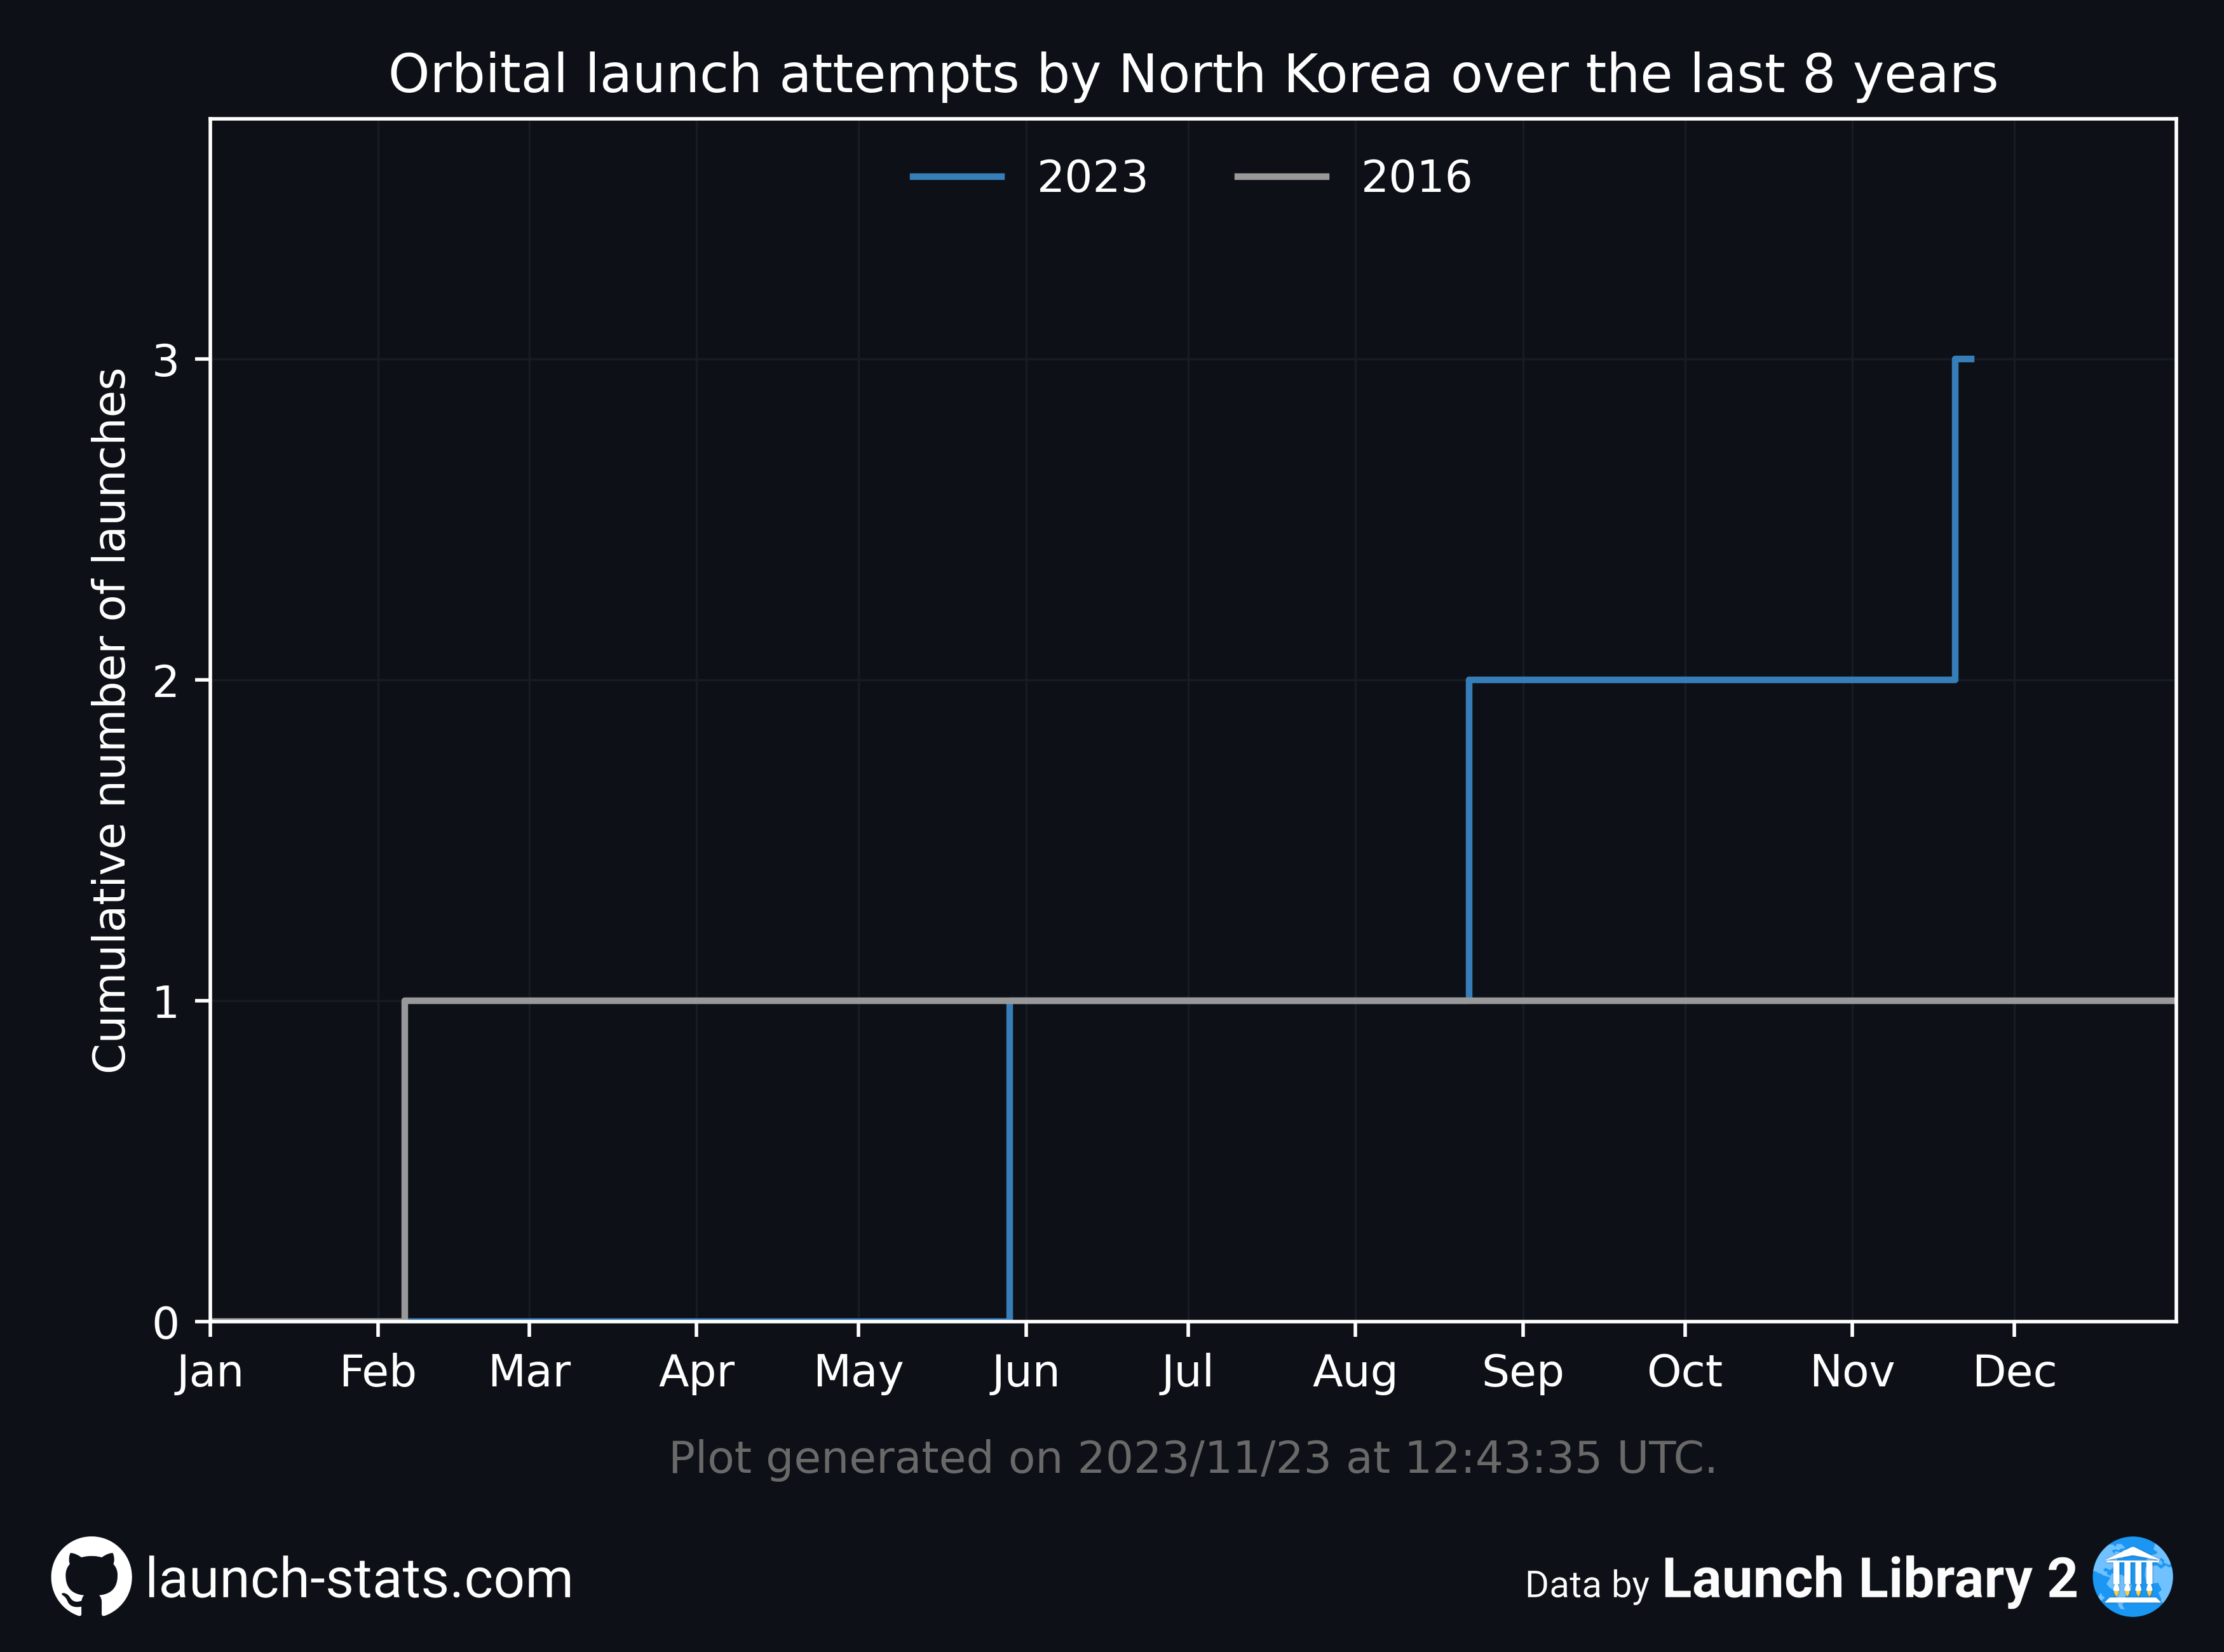 Orbital launch attempts by North Korea over the last 8 years
2023 2016
Cumulative number of launches
3
2
1
0
Jan Feb Mar Apr May Jun Jul Aug Sep Oct Nov Dec
Plot generated on 2023/11/23 at 12:43:35 UTC.
launch-stats.com
Data by Launch Library 2